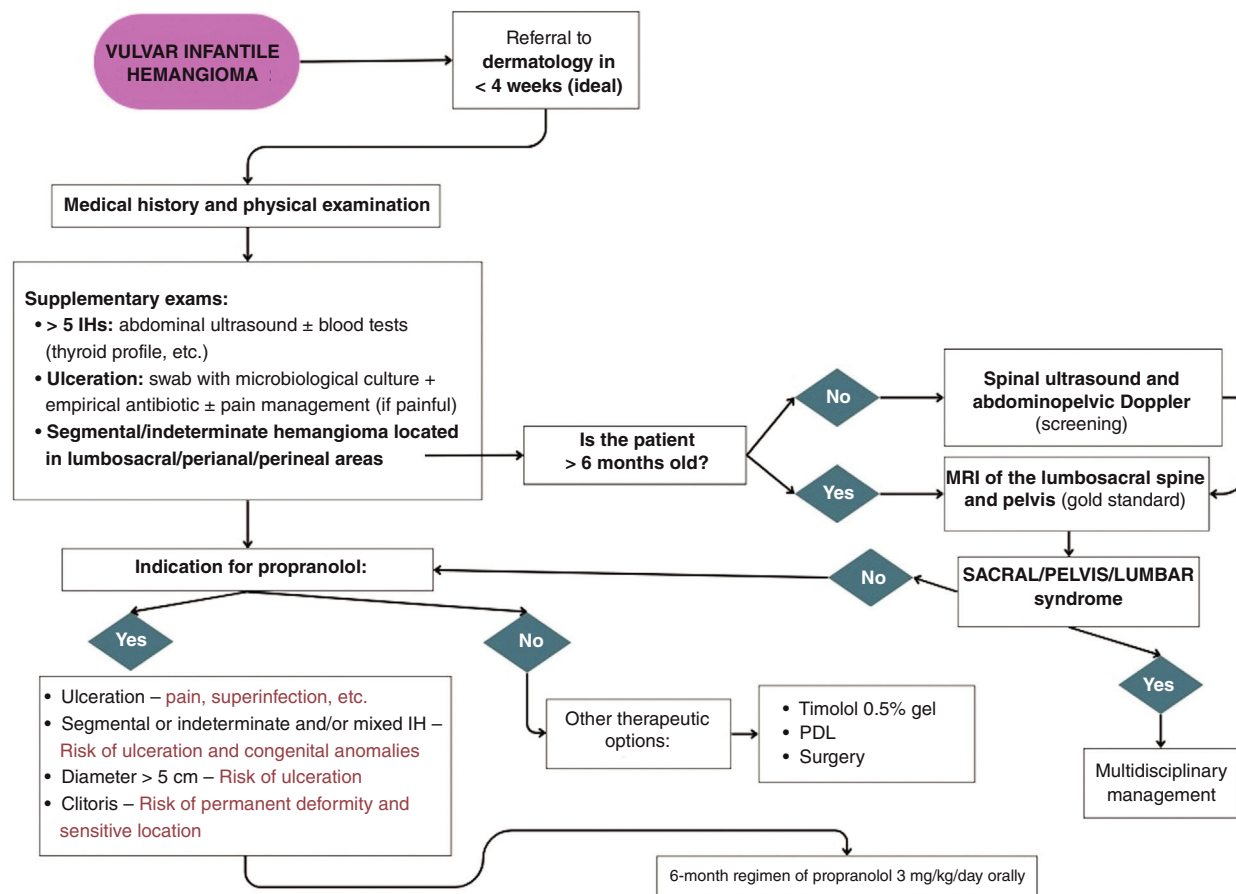 VULVAR INFANTILE
HEMANGIOMA :
Referral to
dermatology in
< 4 weeks (ideal)
Medical history and physical examination
Supplementary exams:
• > 5 IHs: abdominal ultrasound ± blood tests
(thyroid profile, etc.)
• Ulceration: swab with microbiological culture +
empirical antibiotic ± pain management (if painful)
• Segmental/indeterminate hemangioma located
in lumbosacral/perianal/perineal areas
Is the patient
> 6 months old?
No
Spinal ultrasound and
abdominopelvic Doppler
(screening)
Yes
MRI of the lumbosacral spine
and pelvis (gold standard)
SACRAL/PELVIS/LUMBAR
syndrome
No
Yes
Multidisciplinary
management
Indication for propranolol:
Yes
No
• Ulceration – pain, superinfection, etc.
• Segmental or indeterminate and/or mixed IH –
Risk of ulceration and congenital anomalies
• Diameter > 5 cm – Risk of ulceration
• Clitoris – Risk of permanent deformity and
sensitive location
Other therapeutic
options:
• Timolol 0.5% gel
• PDL
• Surgery
6-month regimen of propranolol 3 mg/kg/day orally